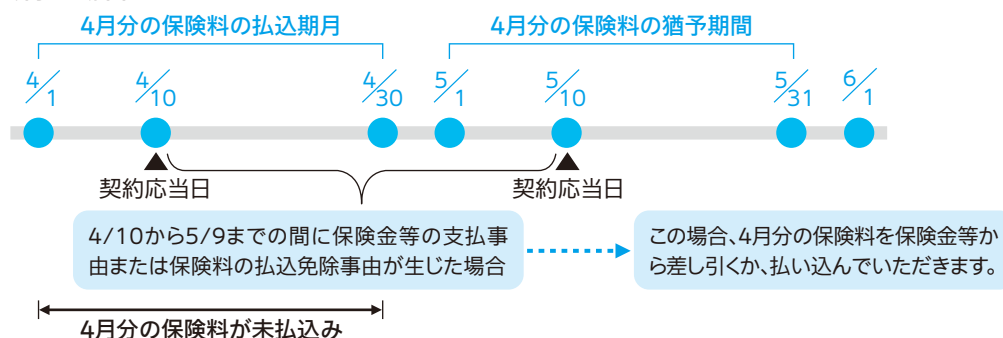 4月分の保険料の払込期月
4月分の保険料の猶予期間
4/1
4/10
4/30
5/1
5/10
5/31
6/1
契約応当日
契約応当日
4/10から5/9までの間に保険金等の支払事
由または保険料の払込免除事由が生じた場合
この場合、4月分の保険料を保険金等か
ら差し引くか、払い込んでいただきます。
4月分の保険料が未払込み